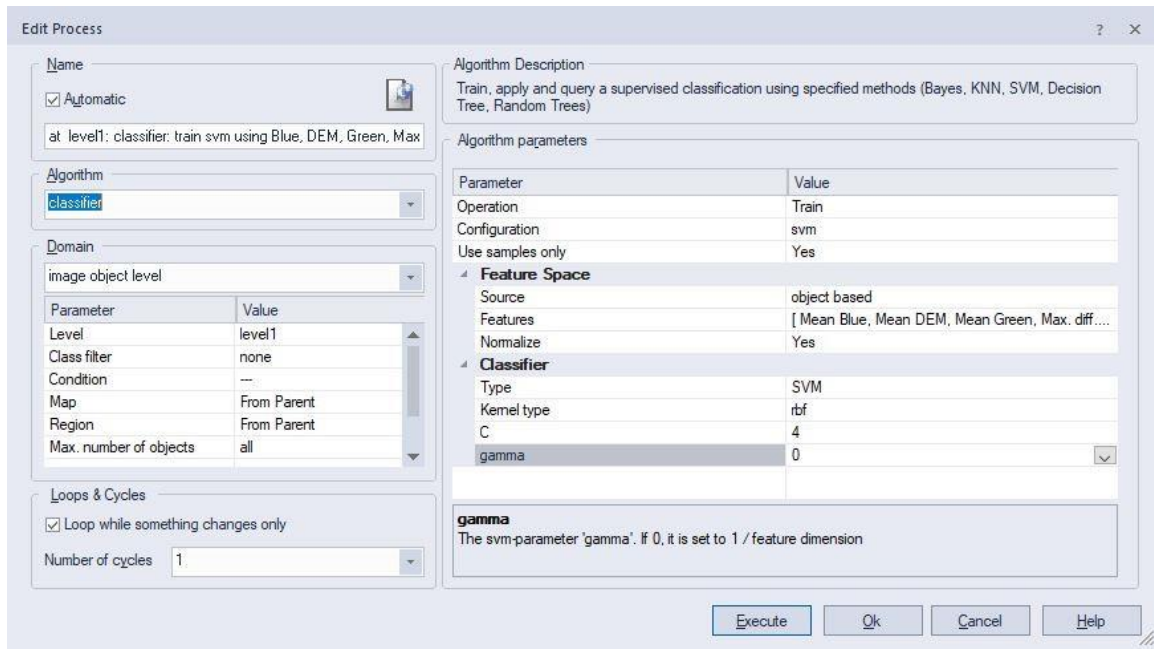 Edit Process
? ×
Name
Automatic
at level1: classifier: train svm using Blue, DEM, Green, Max
Algorithm
classifier
Domain
image object level
Parameter Value
Level level1
Class filter none
Condition ---
Map From Parent
Region From Parent
Max. number of objects all
Loops & Cycles
Loop while something changes only
Number of cycles 1
Algorithm Description
Train, apply and query a supervised classification using specified methods (Bayes, KNN, SVM, Decision
Tree, Random Trees)
Algorithm parameters
Parameter Value
Operation Train
Configuration svm
Use samples only Yes
Feature Space
Source object based
Features [ Mean Blue, Mean DEM, Mean Green, Max. diff....
Normalize Yes
Classifier
Type SVM
Kernel type rbf
C 4
gamma 0
gamma
The svm-parameter 'gamma'. If 0, it is set to 1 / feature dimension
Execute Ok Cancel Help